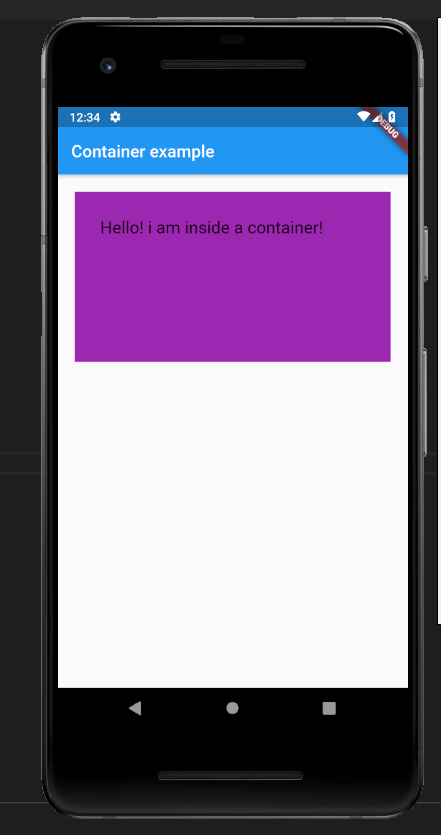 12:34
DEBUG
Container example
Hello! i am inside a container!